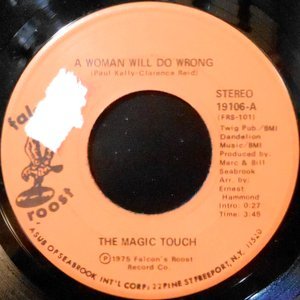 A WOMAN WILL DO WRONG
(Paul Kelly-Clarence Reid)
STEREO
19106-A
(FRS-101)
Twig Pub./BMI
Dandelion
Music/BMI
Produced by
Marc & Bill
Seabrook
Arr. by:
Ernest
Hammond
Intro: 0:27
Time: 3:45
fal
roost
THE MAGIC TOUCH
℗1975 Falcon's Roost
Record Co.
A SUB OF SEABROOK INT'L CORP. 22 PINE ST FREEPORT, N.Y. 11520